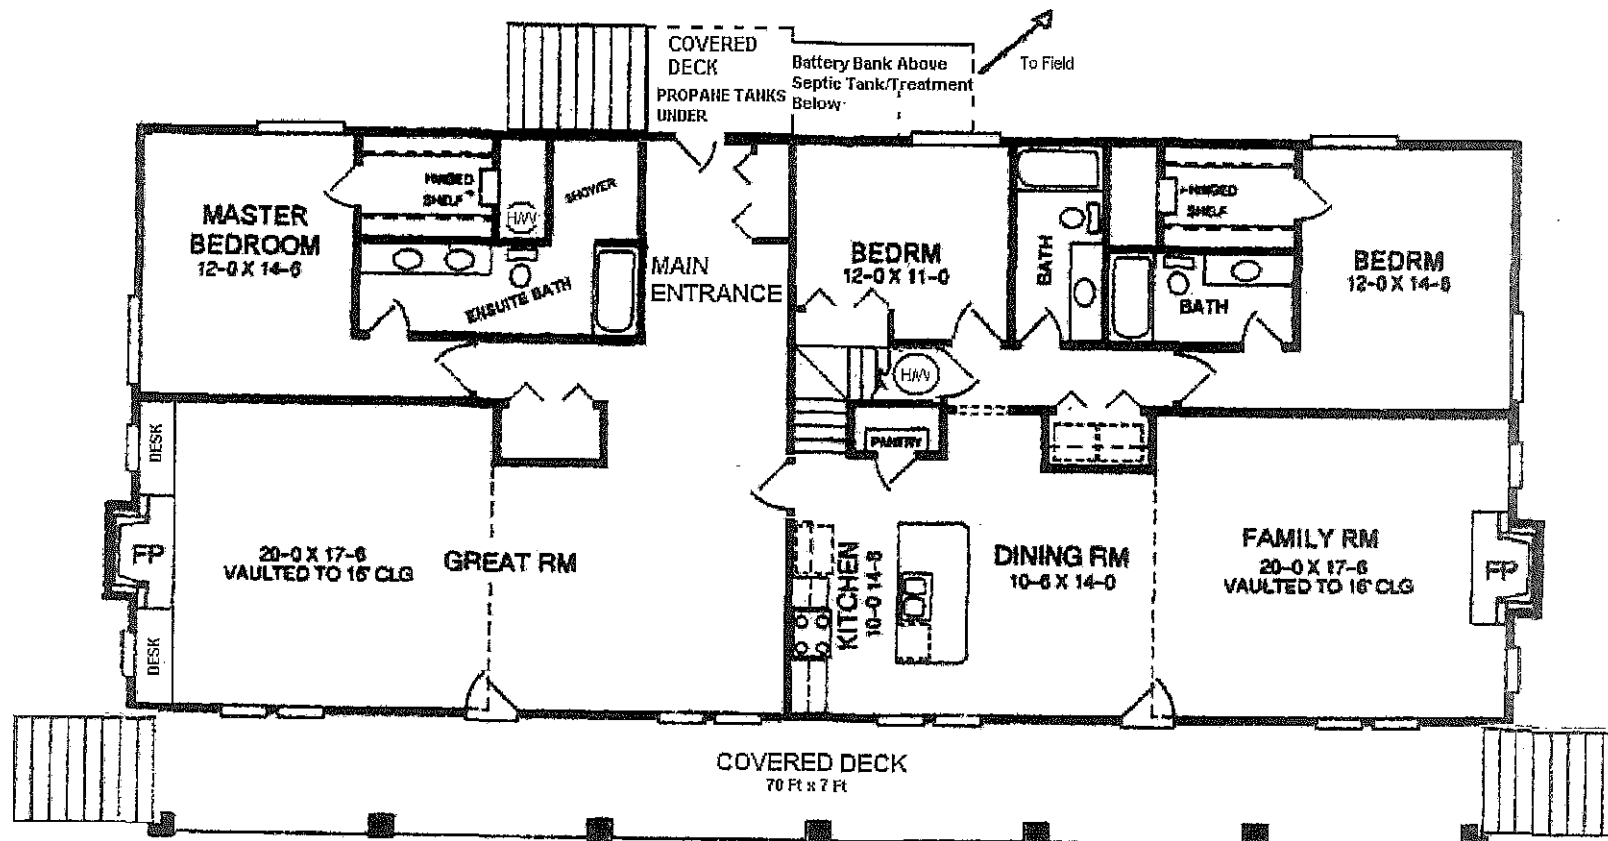 COVERED
DECK
PROPANE TANKS
UNDER
Battery Bank Above
Septic Tank/Treatment
Below
To Field
MASTER
BEDROOM
12-0 X 14-6
HINGED
SHELF
H/W
SHOWER
ENSUITE BATH
MAIN
ENTRANCE
BEDRM
12-0 X 11-0
BATH
HINGED
SHELF
BATH
BEDRM
12-0 X 14-6
H/W
PANTRY
DESK
FP
DESK
20-0 X 17-6
VAULTED TO 16' CLG
GREAT RM
KITCHEN
10-0 14-6
DINING RM
10-6 X 14-0
FAMILY RM
20-0 X 17-6
VAULTED TO 16' CLG
FP
COVERED DECK
70 Ft x 7 Ft